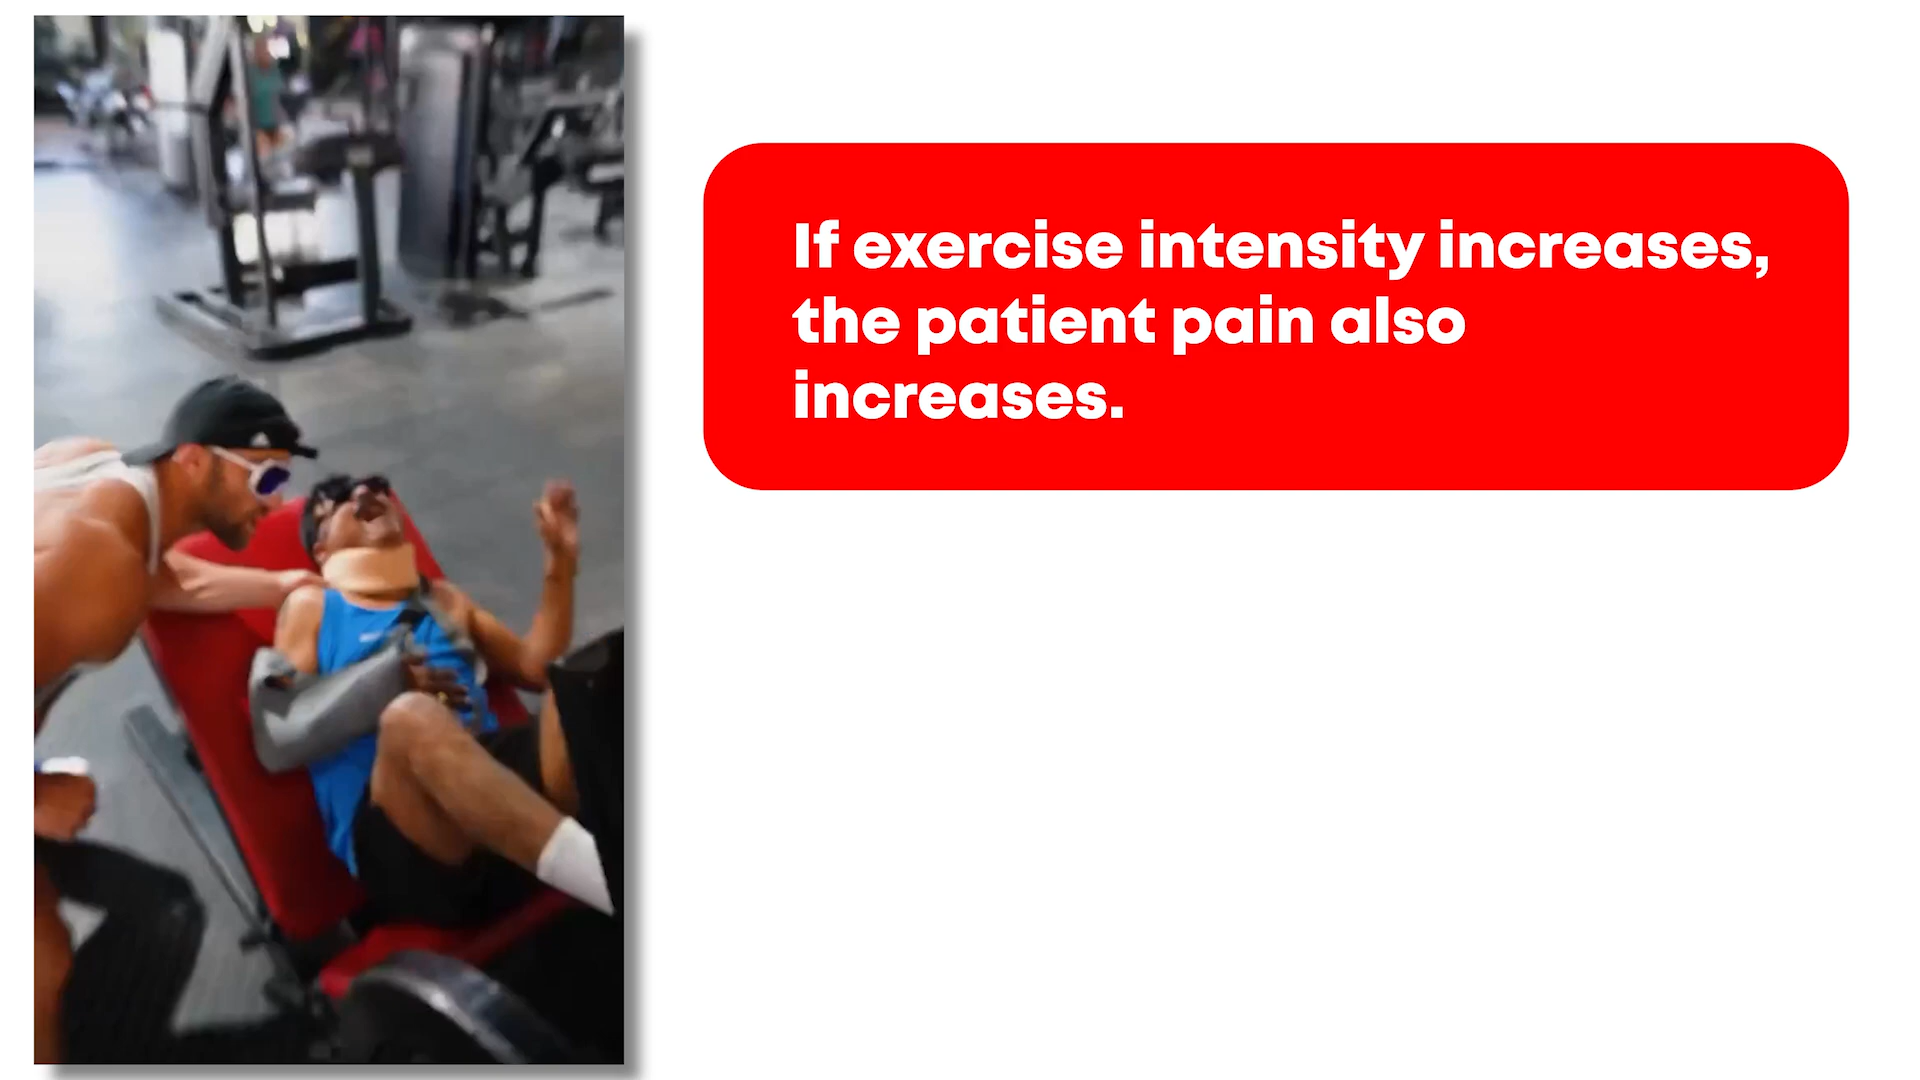 If exercise intensity increases,
the patient pain also
increases.